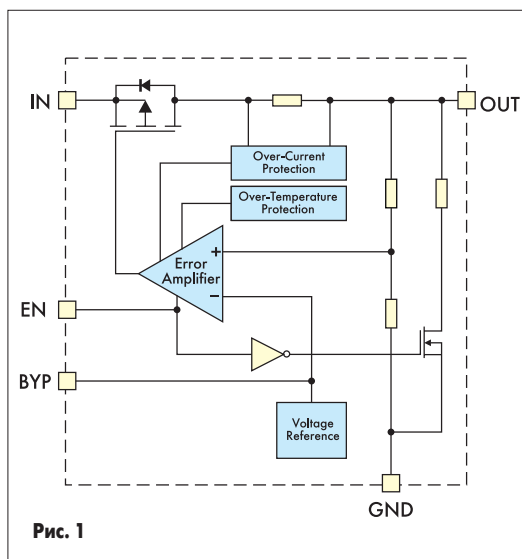 IN
OUT
Over-Current
Protection
Over-Temperature
Protection
+
Error
Amplifier
−
EN
BYP
Voltage
Reference
GND
Рис. 1